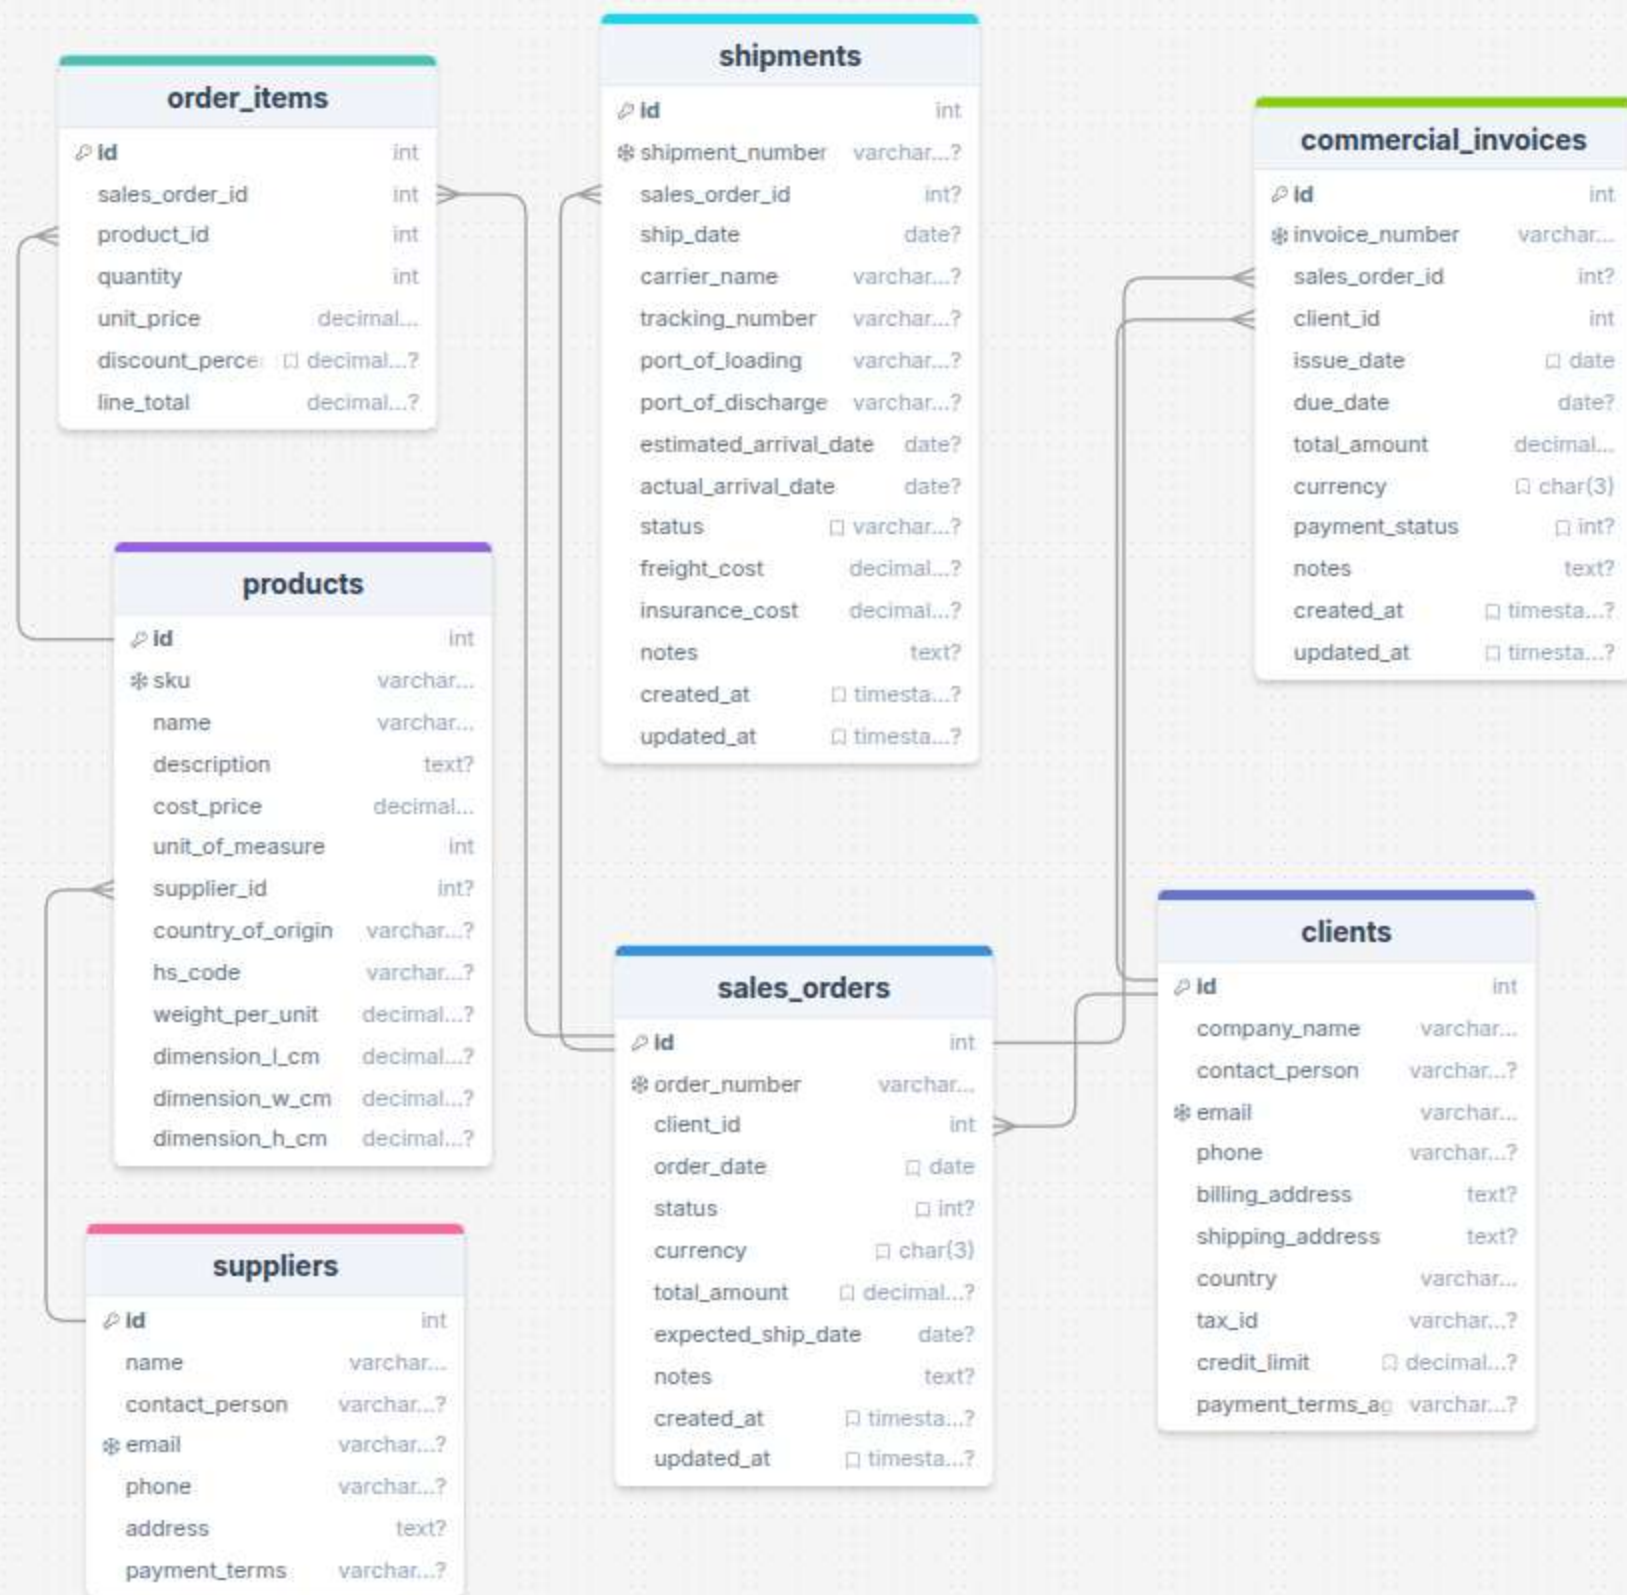 order_items
id int
sales_order_id int
product_id int
quantity int
unit_price decimal...
discount_perce decimal...?
line_total decimal...?
shipments
id int
shipment_number varchar...?
sales_order_id int?
ship_date date?
carrier_name varchar...?
tracking_number varchar...?
port_of_loading varchar...?
port_of_discharge varchar...?
estimated_arrival_date date?
actual_arrival_date date?
status varchar...?
freight_cost decimal...?
insurance_cost decimal...?
notes text?
created_at timesta...?
updated_at timesta...?
commercial_invoices
id int
invoice_number varchar...
sales_order_id int?
client_id int
issue_date date
due_date date?
total_amount decimal...
currency char(3)
payment_status int?
notes text?
created_at timesta...?
updated_at timesta...?
products
id int
sku varchar...
name varchar...
description text?
cost_price decimal...
unit_of_measure int
supplier_id int?
country_of_origin varchar...?
hs_code varchar...?
weight_per_unit decimal...?
dimension_l_cm decimal...?
dimension_w_cm decimal...?
dimension_h_cm decimal...?
sales_orders
id int
order_number varchar...
client_id int
order_date date
status int?
currency char(3)
total_amount decimal...?
expected_ship_date date?
notes text?
created_at timesta...?
updated_at timesta...?
clients
id int
company_name varchar...
contact_person varchar...?
email varchar...
phone varchar...?
billing_address text?
shipping_address text?
country varchar...
tax_id varchar...?
credit_limit decimal...?
payment_terms_ag varchar...?
suppliers
id int
name varchar...
contact_person varchar...?
email varchar...?
phone varchar...?
address text?
payment_terms varchar...?